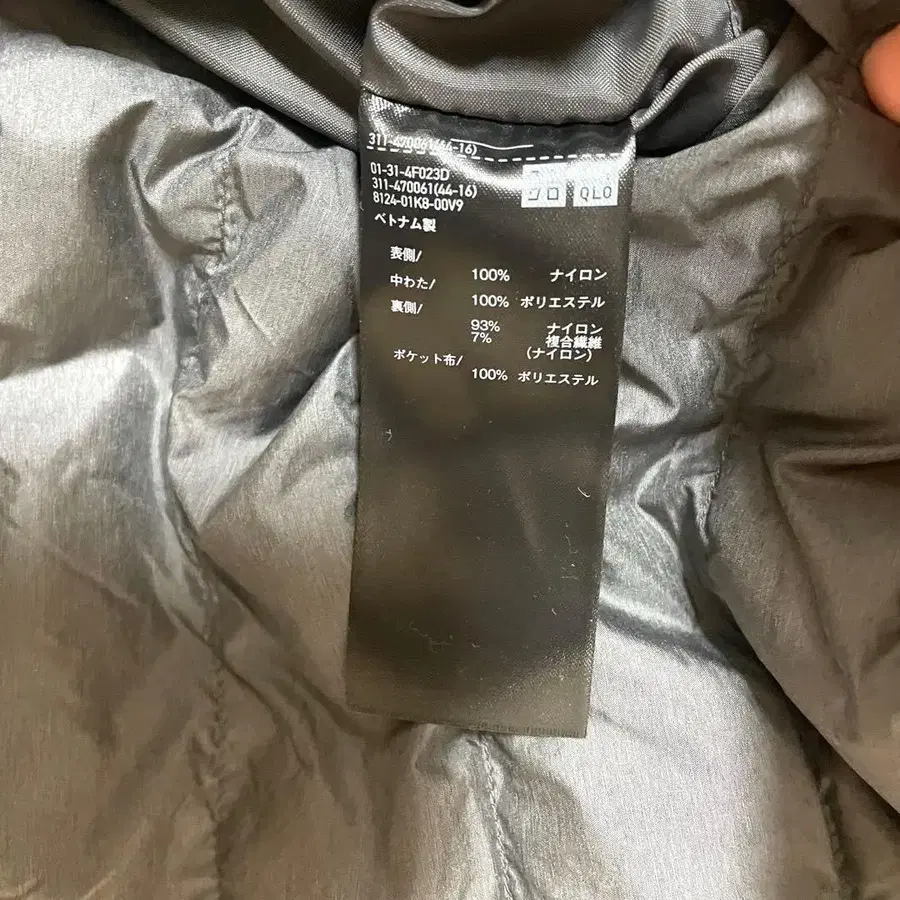 311-470061(44-16)
01-31-4F023D
311-470061(44-16)
8124-01K8-00V9
クロ QLO
ベトナム製
表側/
100% ナイロン
中わた/
100% ポリエステル
裏側/
93% ナイロン
7% 複合繊維
(ナイロン)
ポケット布/
100% ポリエステル